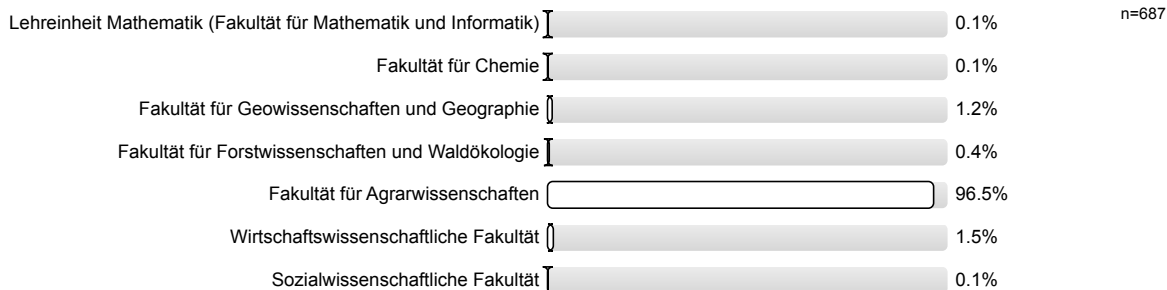 n=687
Lehreinheit Mathematik (Fakultät für Mathematik und Informatik) 0.1%
Fakultät für Chemie 0.1%
Fakultät für Geowissenschaften und Geographie 1.2%
Fakultät für Forstwissenschaften und Waldökologie 0.4%
Fakultät für Agrarwissenschaften 96.5%
Wirtschaftswissenschaftliche Fakultät 1.5%
Sozialwissenschaftliche Fakultät 0.1%